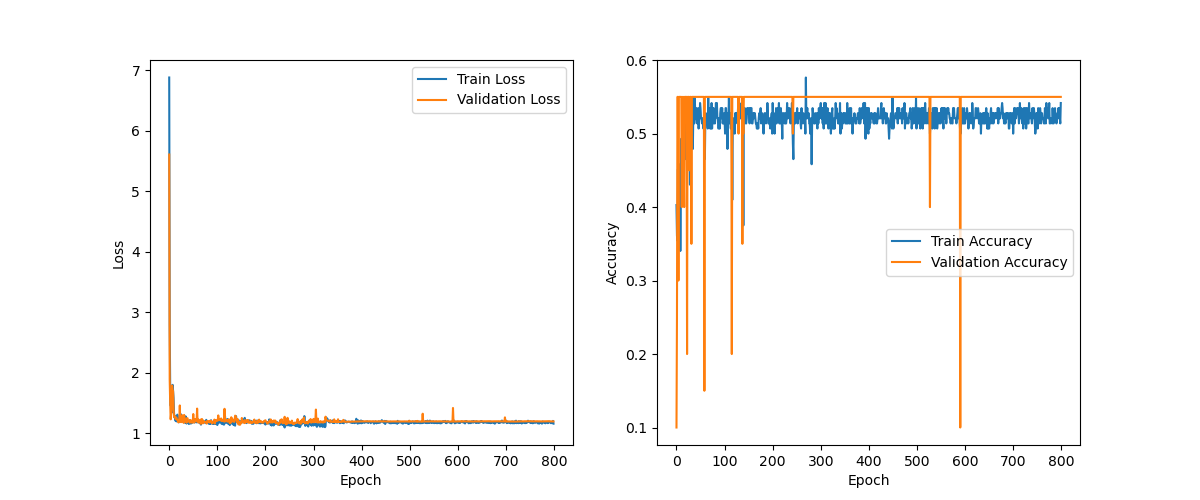 7
6
5
4
3
2
1
Loss
0 100 200 300 400 500 600 700 800
Epoch
Train Loss
Validation Loss
0.6
0.5
0.4
0.3
0.2
0.1
Accuracy
0 100 200 300 400 500 600 700 800
Epoch
Train Accuracy
Validation Accuracy